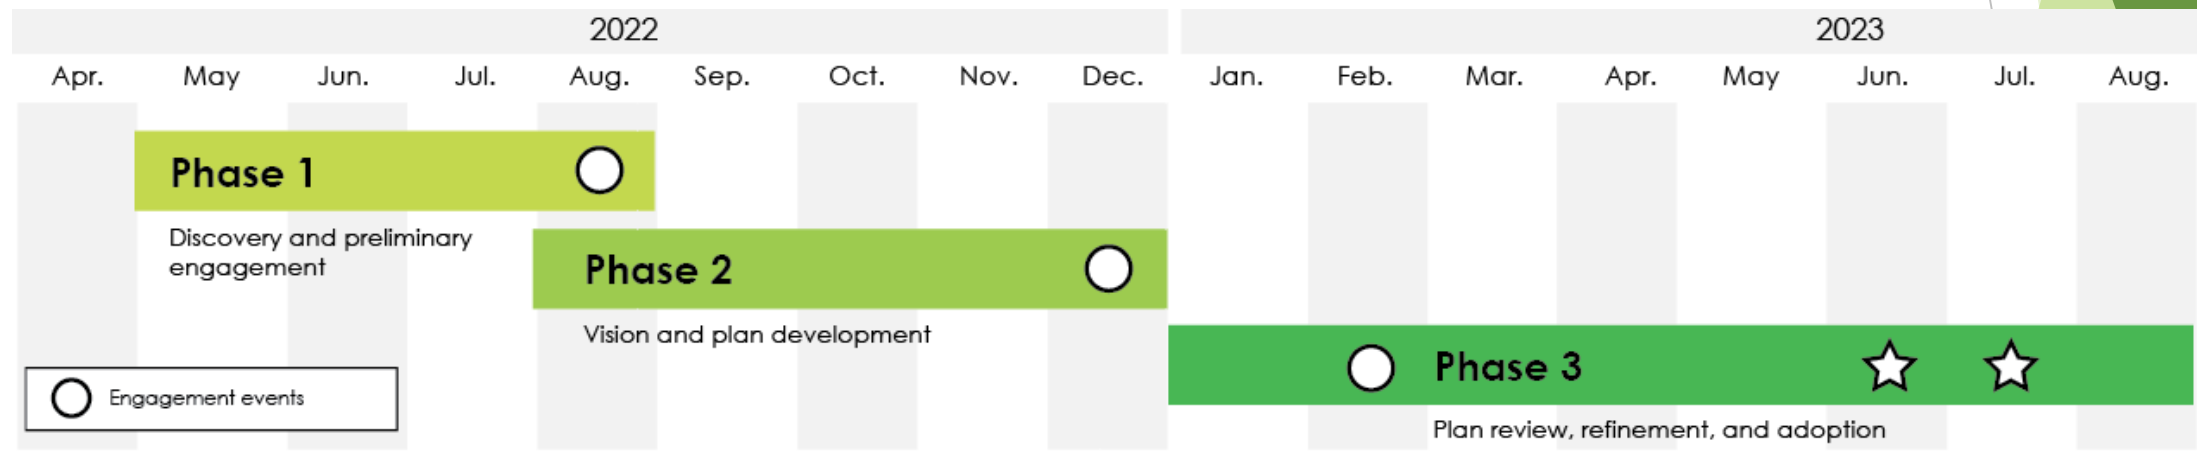 2022
2023
Apr. May Jun. Jul. Aug. Sep. Oct. Nov. Dec. Jan. Feb. Mar. Apr. May Jun. Jul. Aug.
Phase 1
Discovery and preliminary
engagement
Phase 2
Vision and plan development
Phase 3
Plan review, refinement, and adoption
Engagement events